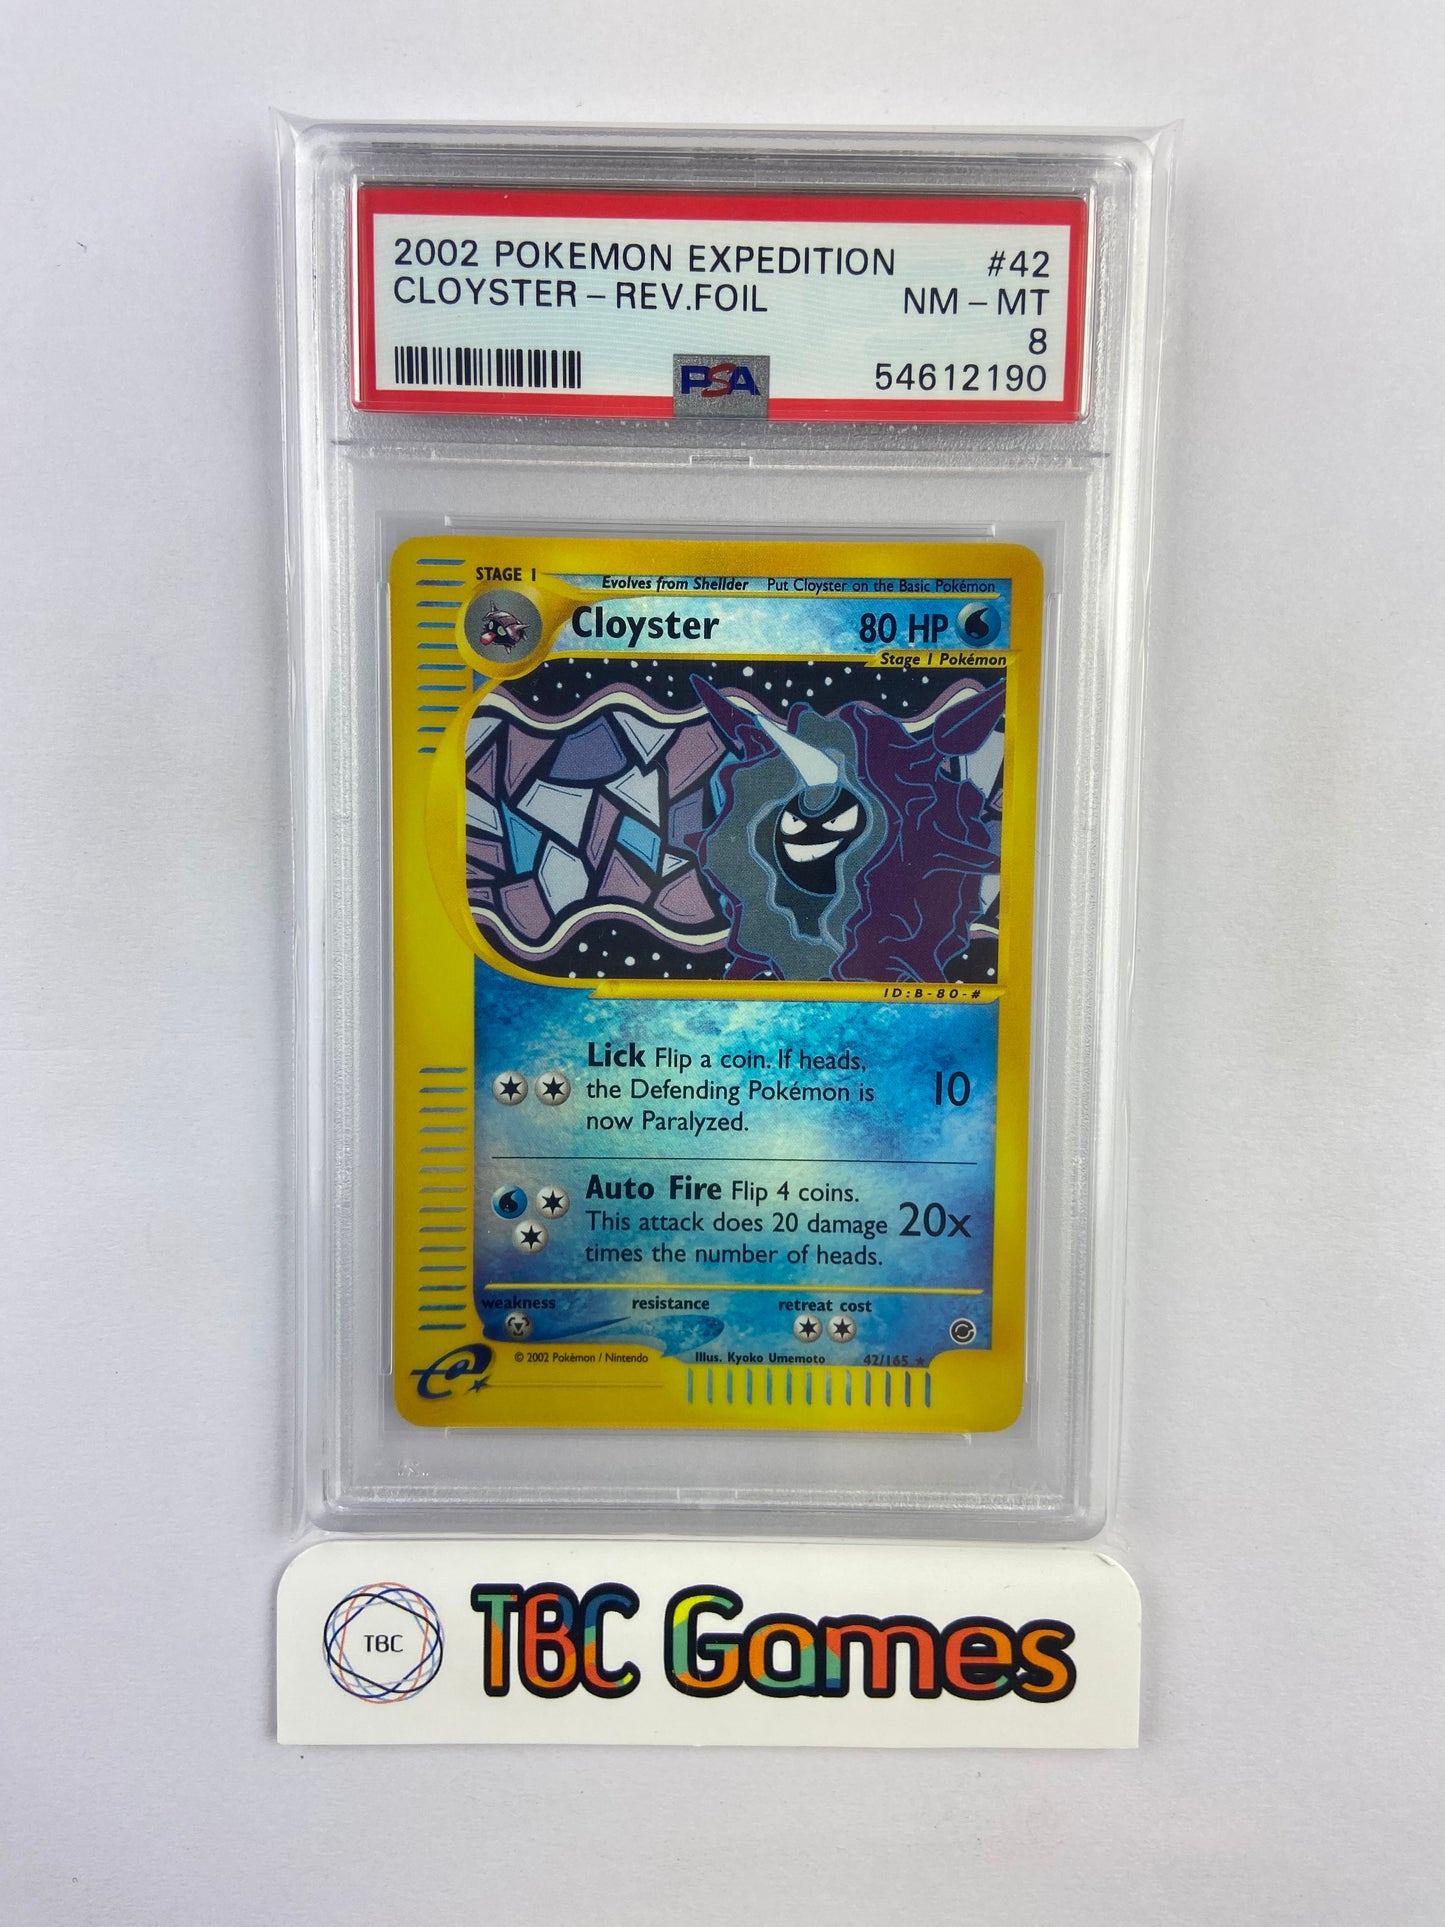 2002 POKEMON EXPEDITION #42
CLOYSTER – REV.FOIL NM – MT
8
54612190
PSA
STAGE 1
Evolves from Shellder Put Cloyster on the Basic Pokémon
Cloyster 80 HP
Stage 1 Pokémon
ID:B-80-#
Lick Flip a coin. If heads,
the Defending Pokémon is
now Paralyzed.
10
Auto Fire Flip 4 coins.
This attack does 20 damage
times the number of heads.
20x
weakness resistance retreat cost
© 2002 Pokémon / Nintendo Illus. Kyoko Umemoto 42/165 ★
e
TBC
TBC Games